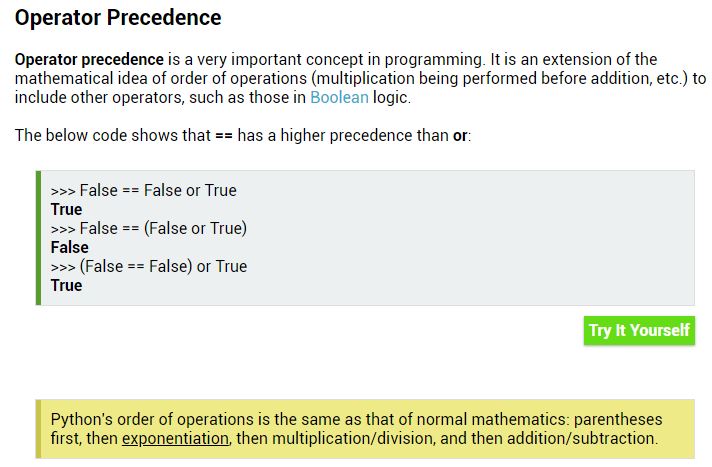 Operator Precedence
Operator precedence is a very important concept in programming. It is an extension of the
mathematical idea of order of operations (multiplication being performed before addition, etc.) to
include other operators, such as those in Boolean logic.
The below code shows that == has a higher precedence than or:
>>> False == False or True
True
>>> False == (False or True)
False
>>> (False == False) or True
True
Try It Yourself
Python's order of operations is the same as that of normal mathematics: parentheses
first, then exponentiation, then multiplication/division, and then addition/subtraction.